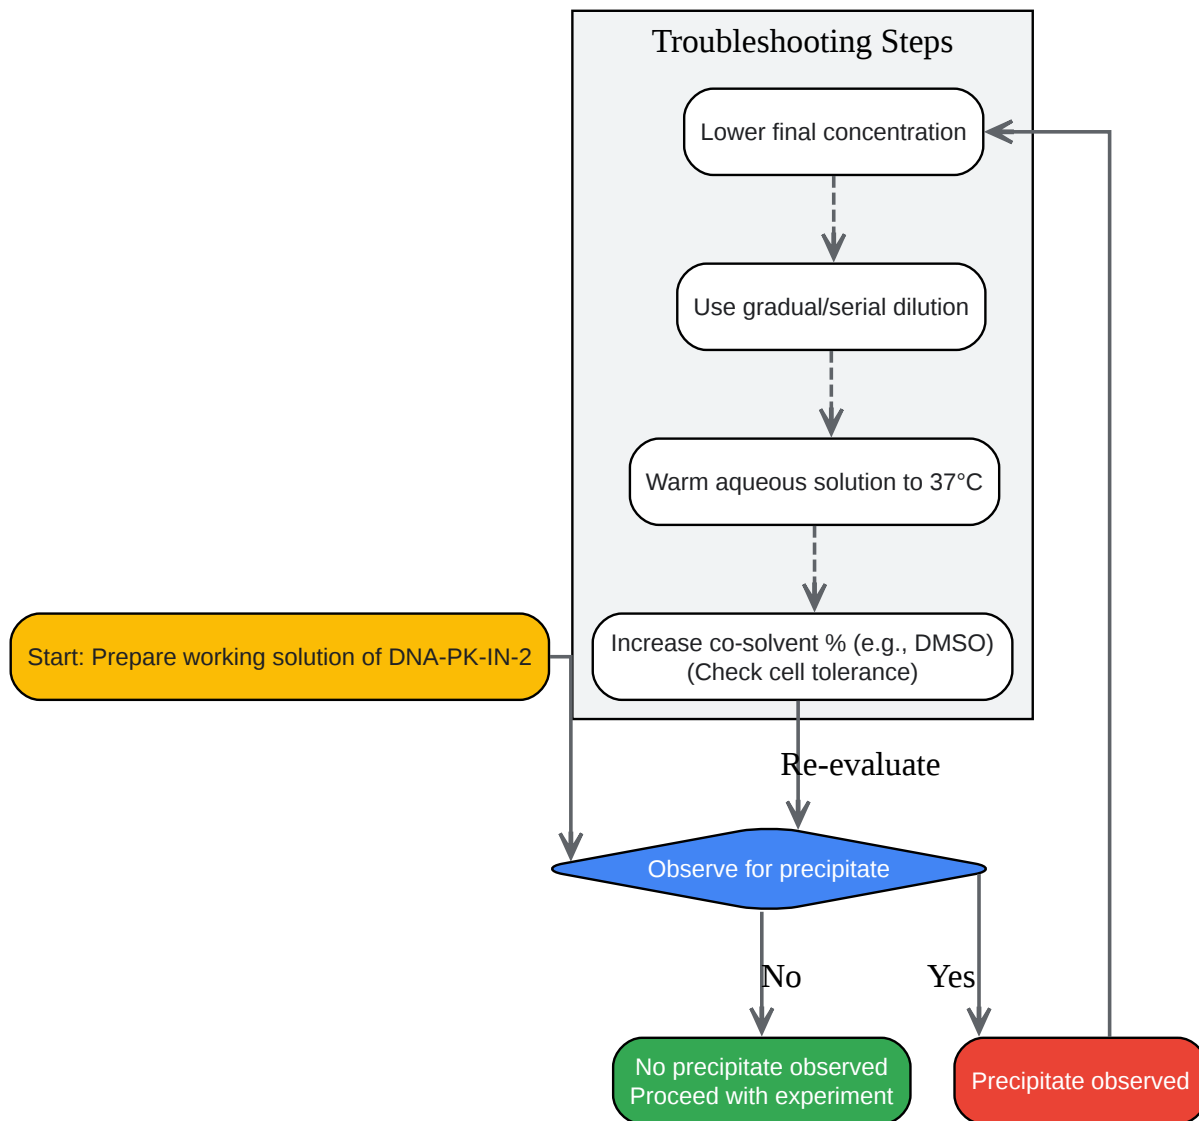 Troubleshooting Steps
Lower final concentration
Use gradual/serial dilution
Warm aqueous solution to 37°C
Start: Prepare working solution of DNA-PK-IN-2
Increase co-solvent % (e.g., DMSO)
(Check cell tolerance)
Re-evaluate
Observe for precipitate
No
Yes
No precipitate observed
Proceed with experiment
Precipitate observed